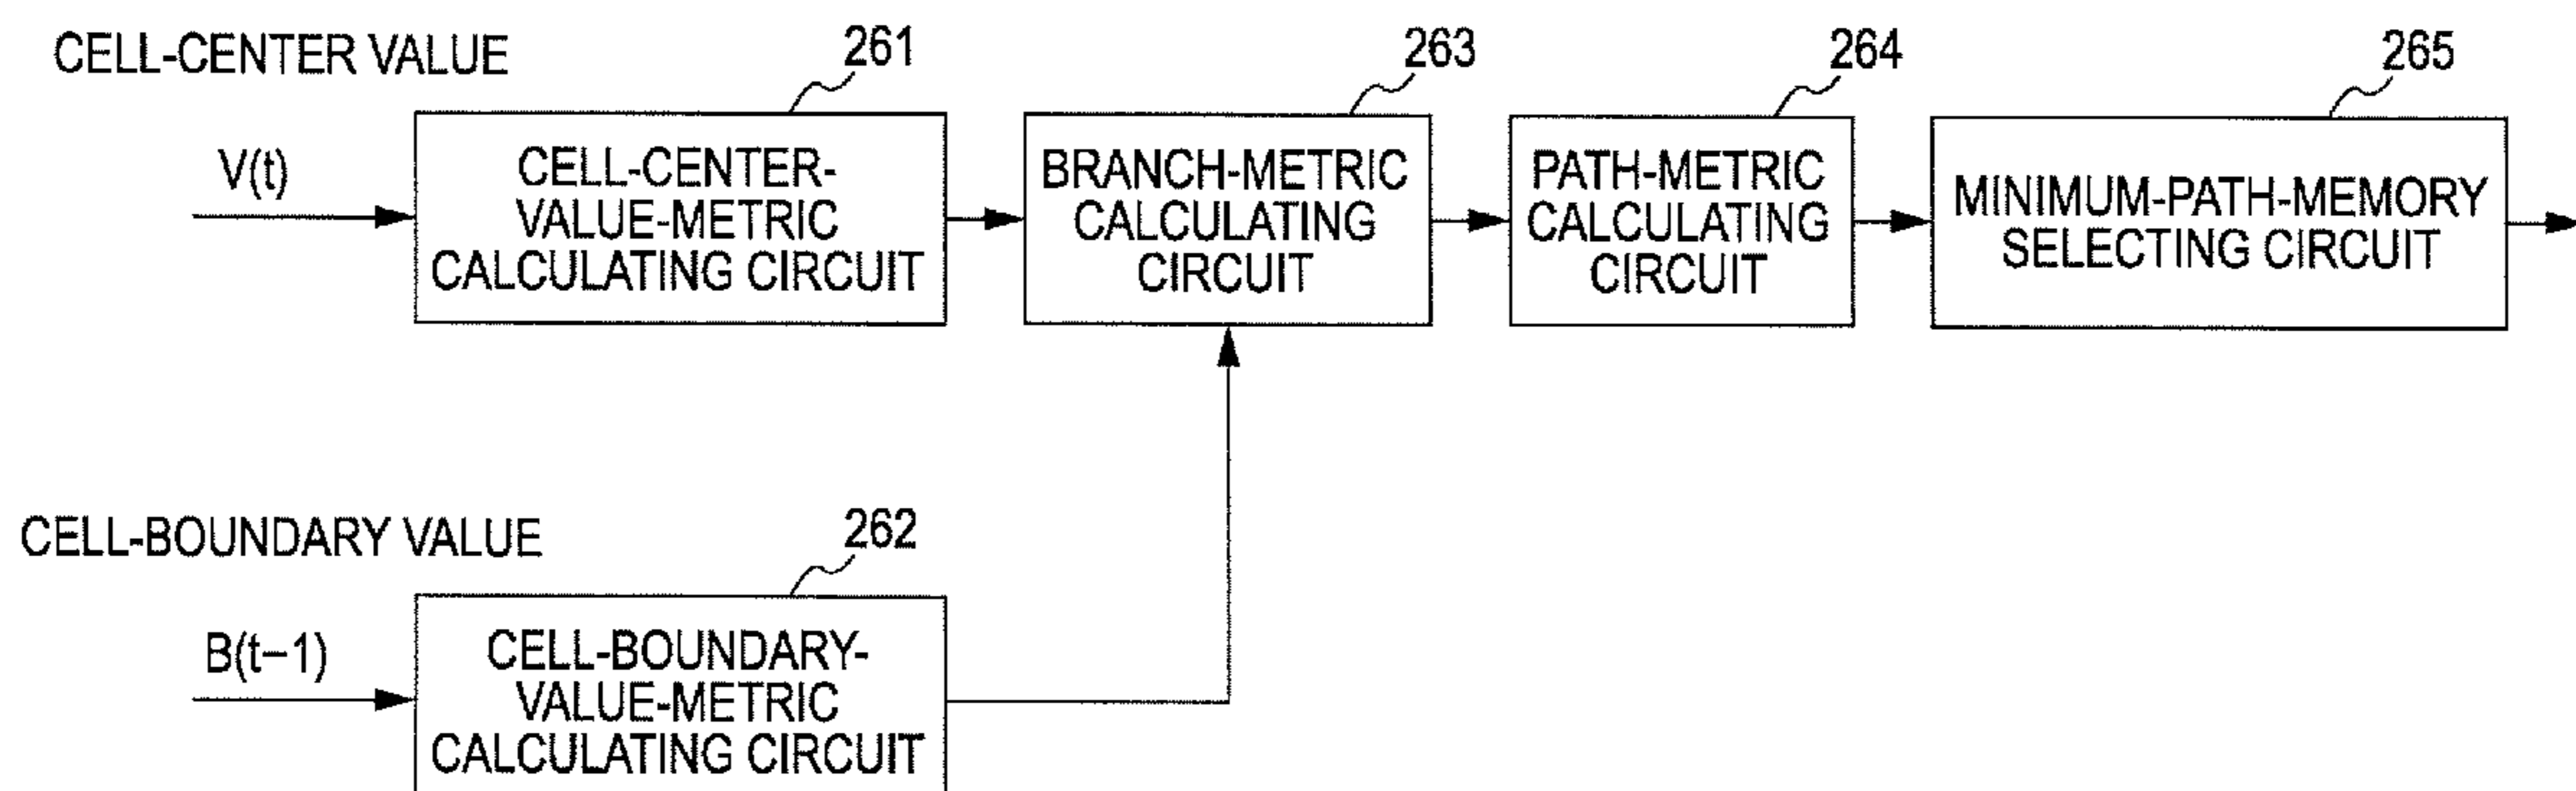 CELL-CENTER VALUE
261
263
264
265
V(t)
CELL-CENTER-
VALUE-METRIC
CALCULATING CIRCUIT
BRANCH-METRIC
CALCULATING
CIRCUIT
PATH-METRIC
CALCULATING
CIRCUIT
MINIMUM-PATH-MEMORY
SELECTING CIRCUIT
CELL-BOUNDARY VALUE
262
B(t−1)
CELL-BOUNDARY-
VALUE-METRIC
CALCULATING CIRCUIT